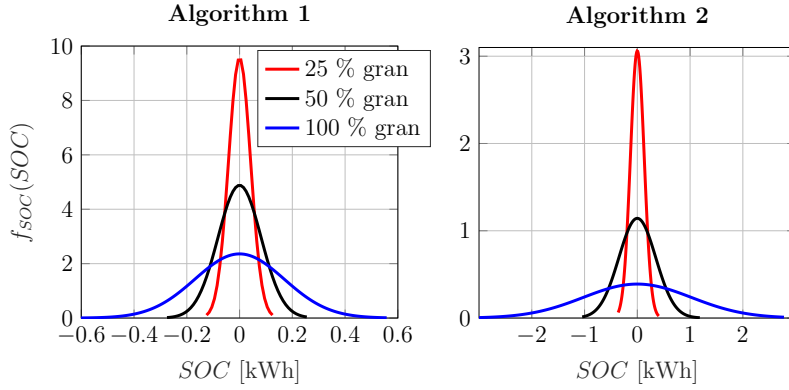 Algorithm 1
Algorithm 2
10
8
6
4
2
0
f_SOC(SOC)
25 % gran
50 % gran
100 % gran
−0.6 −0.4 −0.2 0 0.2 0.4 0.6
SOC [kWh]
3
2
1
0
−2 −1 0 1 2
SOC [kWh]